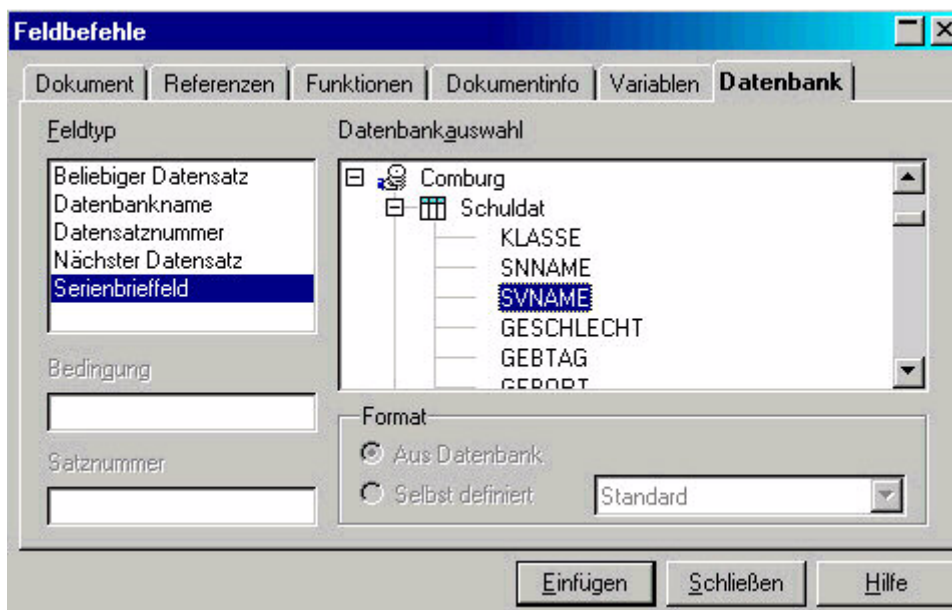 Feldbefehle
Dokument Referenzen Funktionen Dokumentinfo Variablen Datenbank
Feldtyp
Beliebiger Datensatz
Datenbankname
Datensatznummer
Nächster Datensatz
Serienbrieffeld
Bedingung
Satznummer
Datenbankauswahl
Comburg
Schuldat
KLASSE
SNNAME
SVNAME
GESCHLECHT
GEBTAG
GEBORT
Format
Aus Datenbank
Selbst definiert Standard
Einfügen Schließen Hilfe